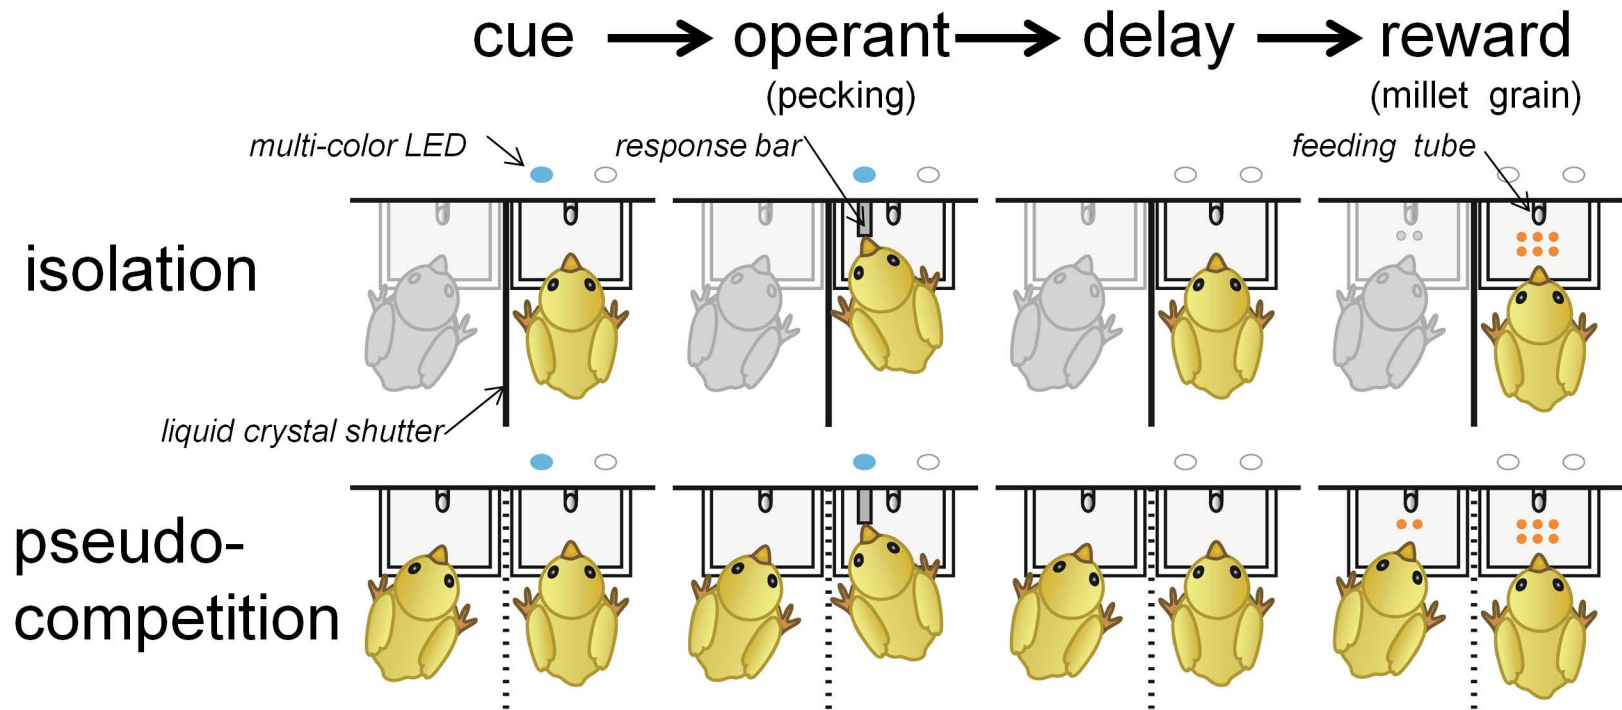 cue operant delay reward
(pecking) (millet grain)
multi-color LED response bar feeding tube
isolation
liquid crystal shutter
pseudo-
competition